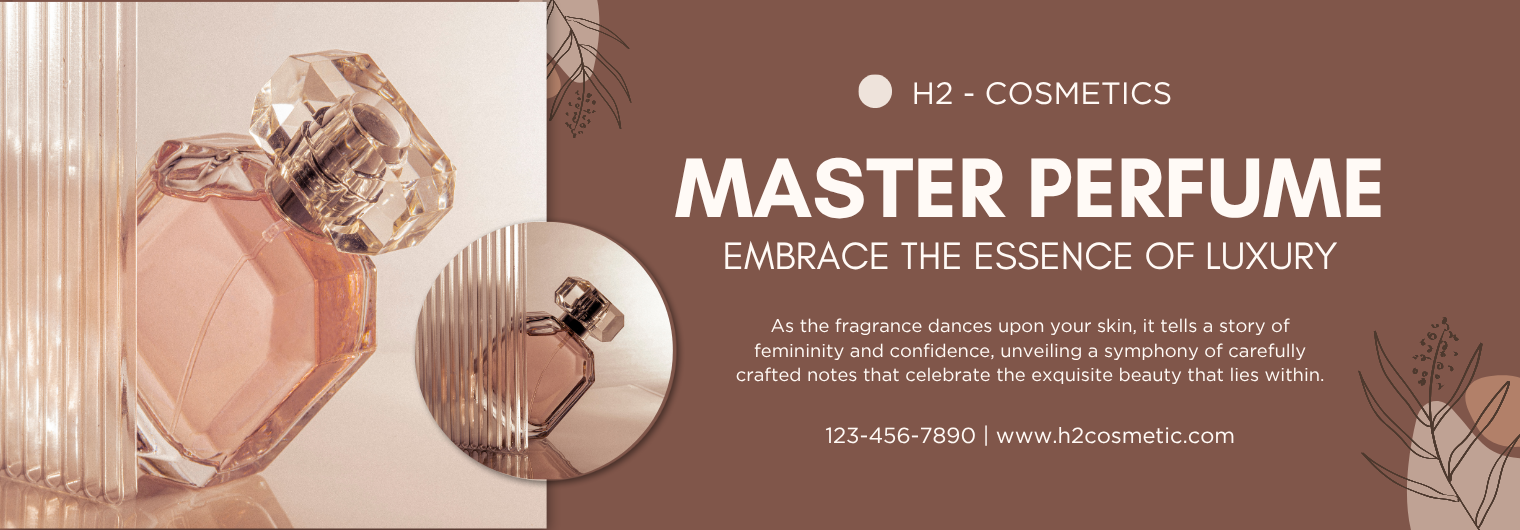 H2 - COSMETICS
MASTER PERFUME
EMBRACE THE ESSENCE OF LUXURY
As the fragrance dances upon your skin, it tells a story of
femininity and confidence, unveiling a symphony of carefully
crafted notes that celebrate the exquisite beauty that lies within.
123-456-7890 | www.h2cosmetic.com